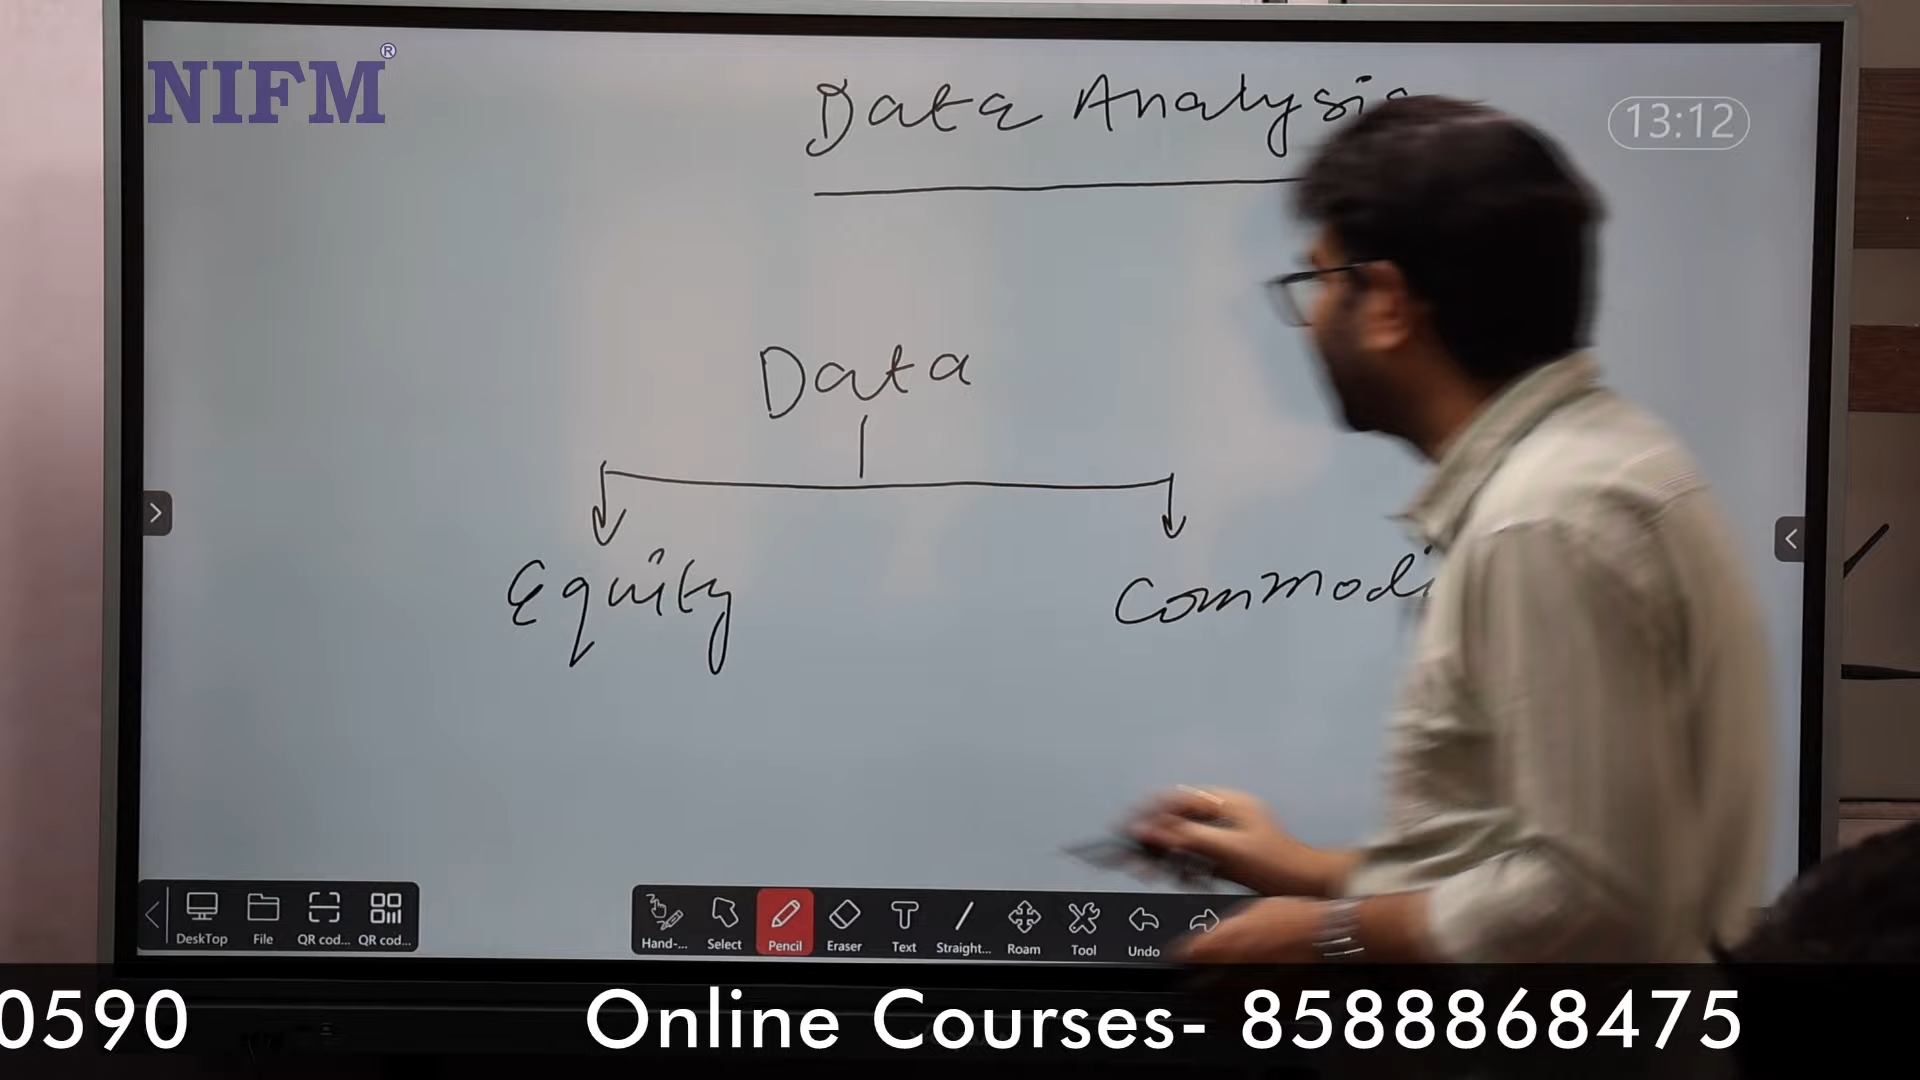 NIFM®
Data Analysis
13:12
Data
Equity Commodi
DeskTop File QR cod... QR cod...
Hand-... Select Pencil Eraser Text Straight... Roam Tool Undo
0590 Online Courses- 8588868475